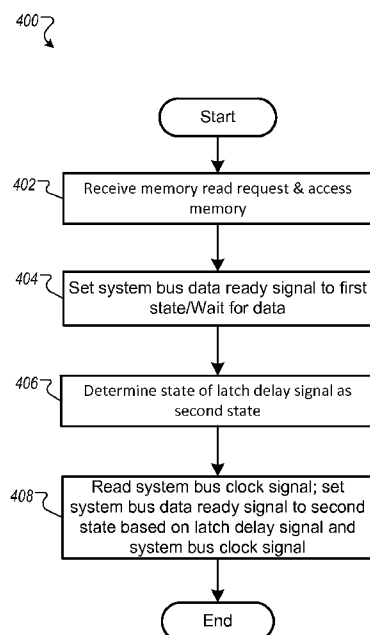 400
Start
402
Receive memory read request & access
memory
404
Set system bus data ready signal to first
state/Wait for data
406
Determine state of latch delay signal as
second state
408
Read system bus clock signal; set
system bus data ready signal to second
state based on latch delay signal and
system bus clock signal
End